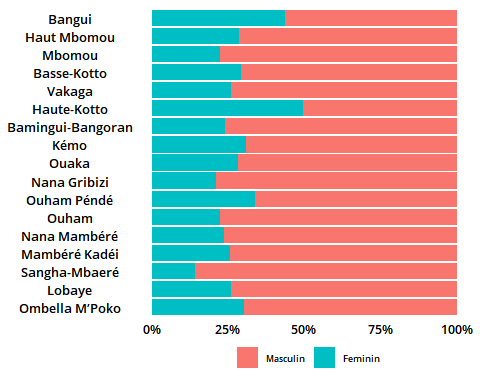 Bangui
Haut Mbomou
Mbomou
Basse-Kotto
Vakaga
Haute-Kotto
Bamingui-Bangoran
Kémo
Ouaka
Nana Gribizi
Ouham Péndé
Ouham
Nana Mambéré
Mambéré Kadéi
Sangha-Mbaeré
Lobaye
Ombella M’Poko
0% 25% 50% 75% 100%
Masculin Feminin